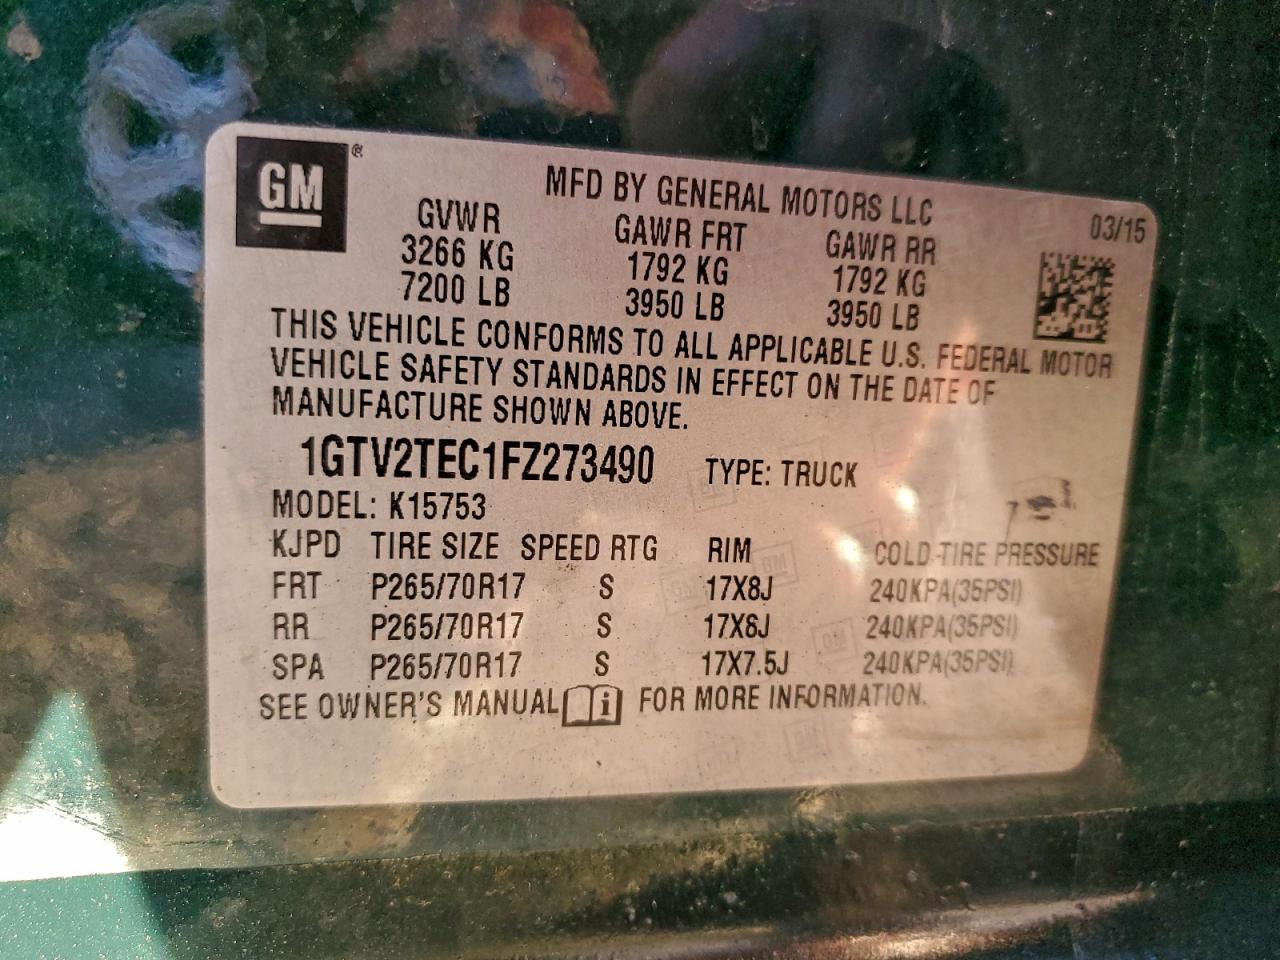 GM®
MFD BY GENERAL MOTORS LLC
03/15
GVWR GAWR FRT GAWR RR
3266 KG 1792 KG 1792 KG
7200 LB 3950 LB 3950 LB
THIS VEHICLE CONFORMS TO ALL APPLICABLE U.S. FEDERAL MOTOR
VEHICLE SAFETY STANDARDS IN EFFECT ON THE DATE OF
MANUFACTURE SHOWN ABOVE.
1GTV2TEC1FZ273490 TYPE: TRUCK
MODEL: K15753
KJPD TIRE SIZE SPEED RTG RIM COLD TIRE PRESSURE
FRT P265/70R17 S 17X8J 240KPA(35PSI)
RR P265/70R17 S 17X8J 240KPA(35PSI)
SPA P265/70R17 S 17X7.5J 240KPA(35PSI)
SEE OWNER'S MANUAL i FOR MORE INFORMATION.